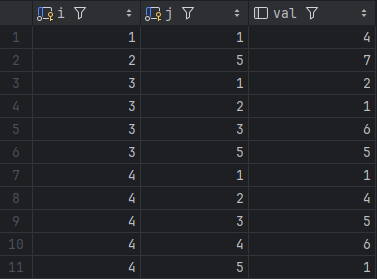 i j val
1 1 1 4
2 2 5 7
3 3 1 2
4 3 2 1
5 3 3 6
6 3 5 5
7 4 1 1
8 4 2 4
9 4 3 5
10 4 4 6
11 4 5 1